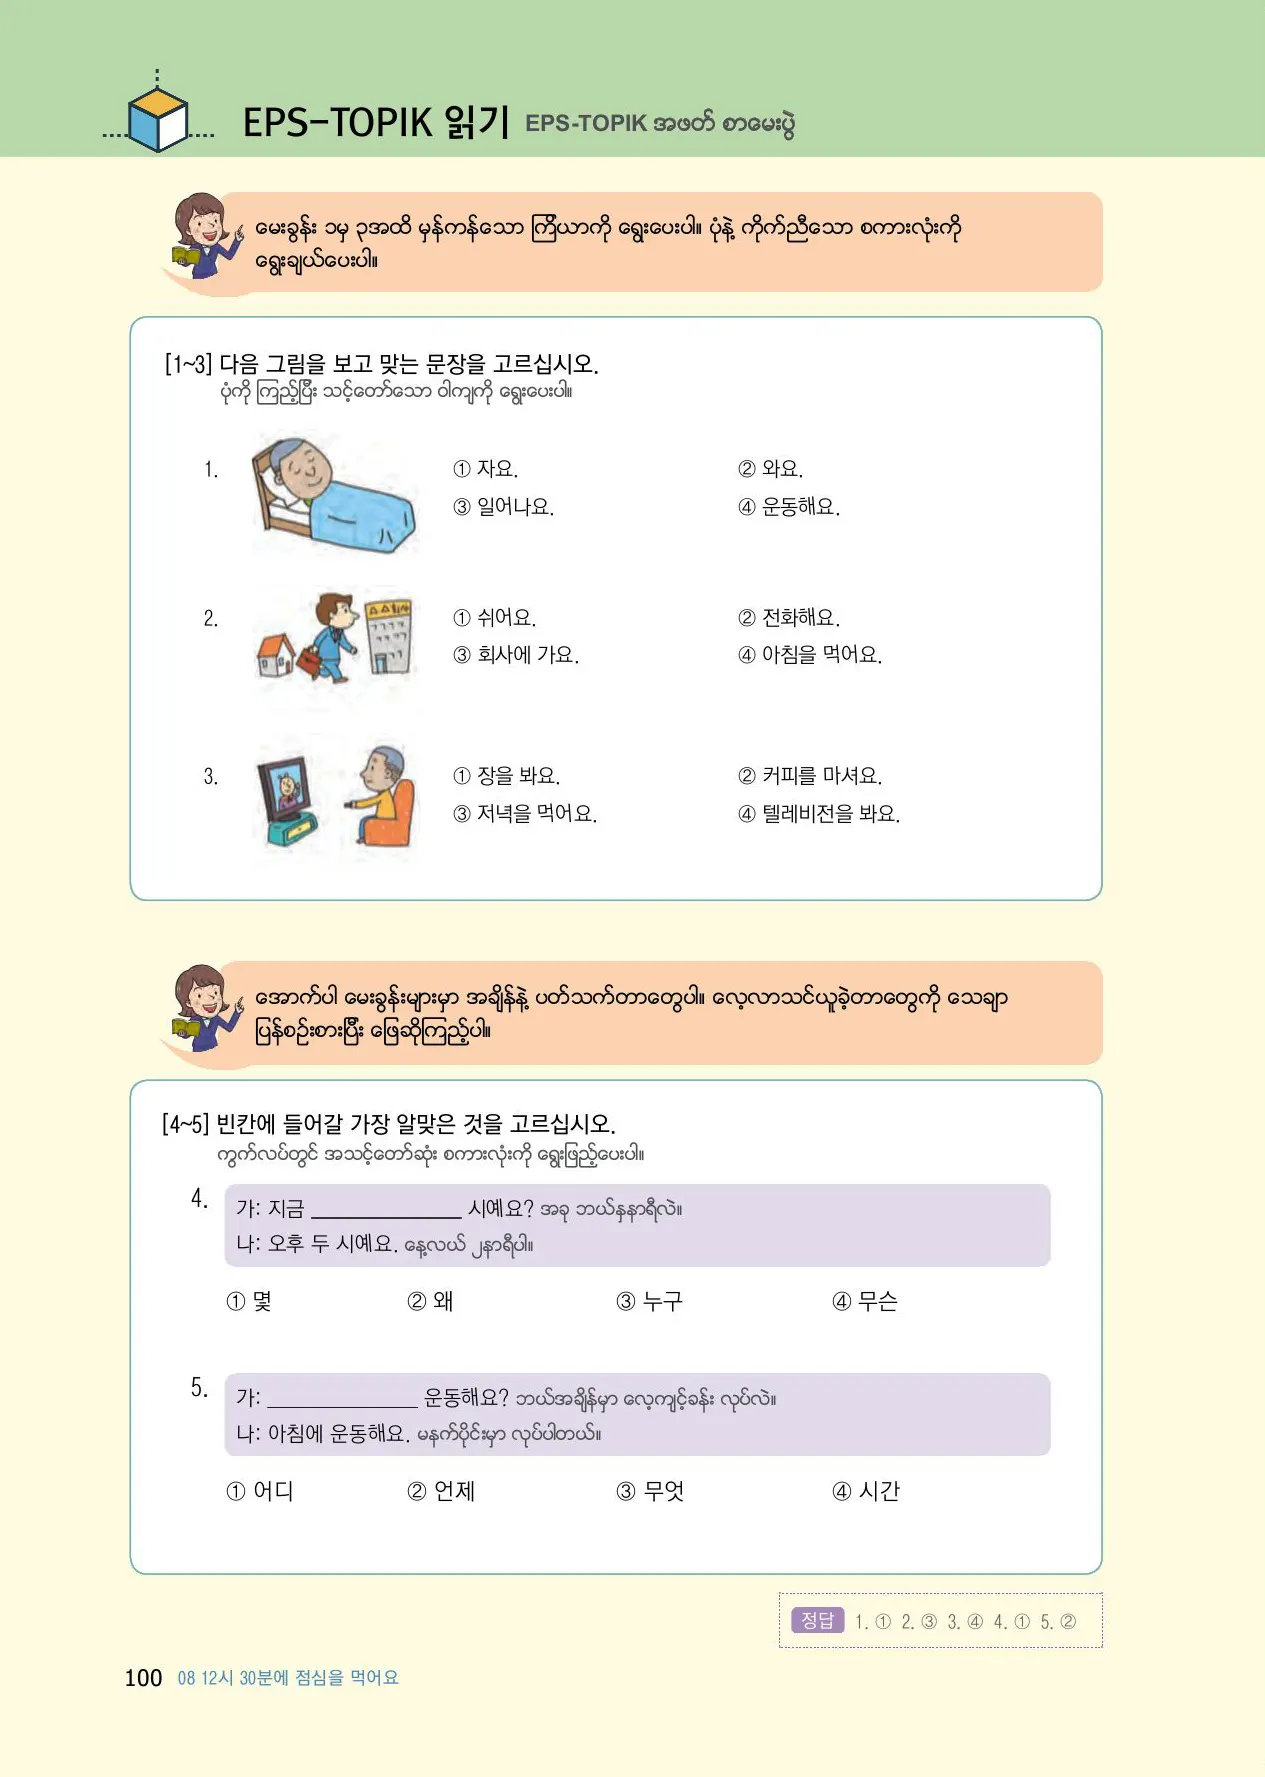 EPS-TOPIK 읽기 EPS-TOPIK အဖတ် စာမေးပွဲ
မေးခွန်း ၁မှ ၃အထိ မှန်ကန်သော ကြိယာကို ရွေးပေးပါ။ ပုံနဲ့ ကိုက်ညီသော စကားလုံးကို
ရွေးချယ်ပေးပါ။
[1~3] 다음 그림을 보고 맞는 문장을 고르십시오.
ပုံကို ကြည့်ပြီး သင့်တော်သော ဝါကျကို ရွေးပေးပါ။
1.
① 자요. ② 와요.
③ 일어나요. ④ 운동해요.
2.
회사
① 쉬어요. ② 전화해요.
③ 회사에 가요. ④ 아침을 먹어요.
3.
① 장을 봐요. ② 커피를 마셔요.
③ 저녁을 먹어요. ④ 텔레비전을 봐요.
အောက်ပါ မေးခွန်းများမှာ အချိန်နဲ့ ပတ်သက်တာတွေပါ။ လေ့လာသင်ယူခဲ့တာတွေကို သေချာ
ပြန်စဉ်းစားပြီး ဖြေဆိုကြည့်ပါ။
[4~5] 빈칸에 들어갈 가장 알맞은 것을 고르십시오.
ကွက်လပ်တွင် အသင့်တော်ဆုံး စကားလုံးကို ရွေးဖြည့်ပေးပါ။
4. 가: 지금 ______________ 시예요? အခု ဘယ်နှနာရီလဲ။
나: 오후 두 시예요. နေ့လယ် ၂နာရီပါ။
① 몇 ② 왜 ③ 누구 ④ 무슨
5. 가: ______________ 운동해요? ဘယ်အချိန်မှာ လေ့ကျင့်ခန်း လုပ်လဲ။
나: 아침에 운동해요. မနက်ပိုင်းမှာ လုပ်ပါတယ်။
① 어디 ② 언제 ③ 무엇 ④ 시간
정답 1. ① 2. ③ 3. ④ 4. ① 5. ②
100 08 12시 30분에 점심을 먹어요